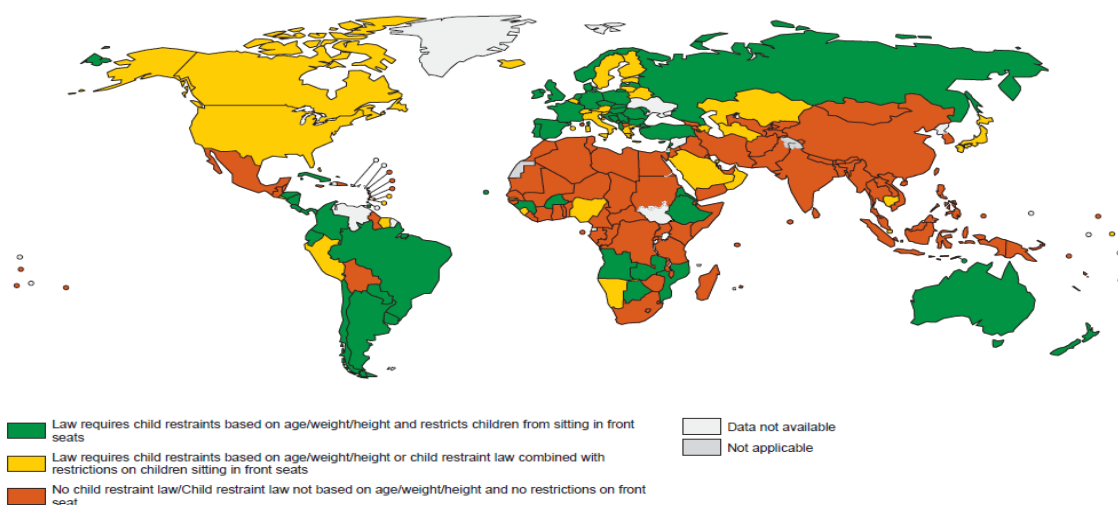 Law requires child restraints based on age/weight/height and restricts children from sitting in front
seats
Law requires child restraints based on age/weight/height or child restraint law combined with
restrictions on children sitting in front seats
No child restraint law/Child restraint law not based on age/weight/height and no restrictions on front
seat
Data not available
Not applicable